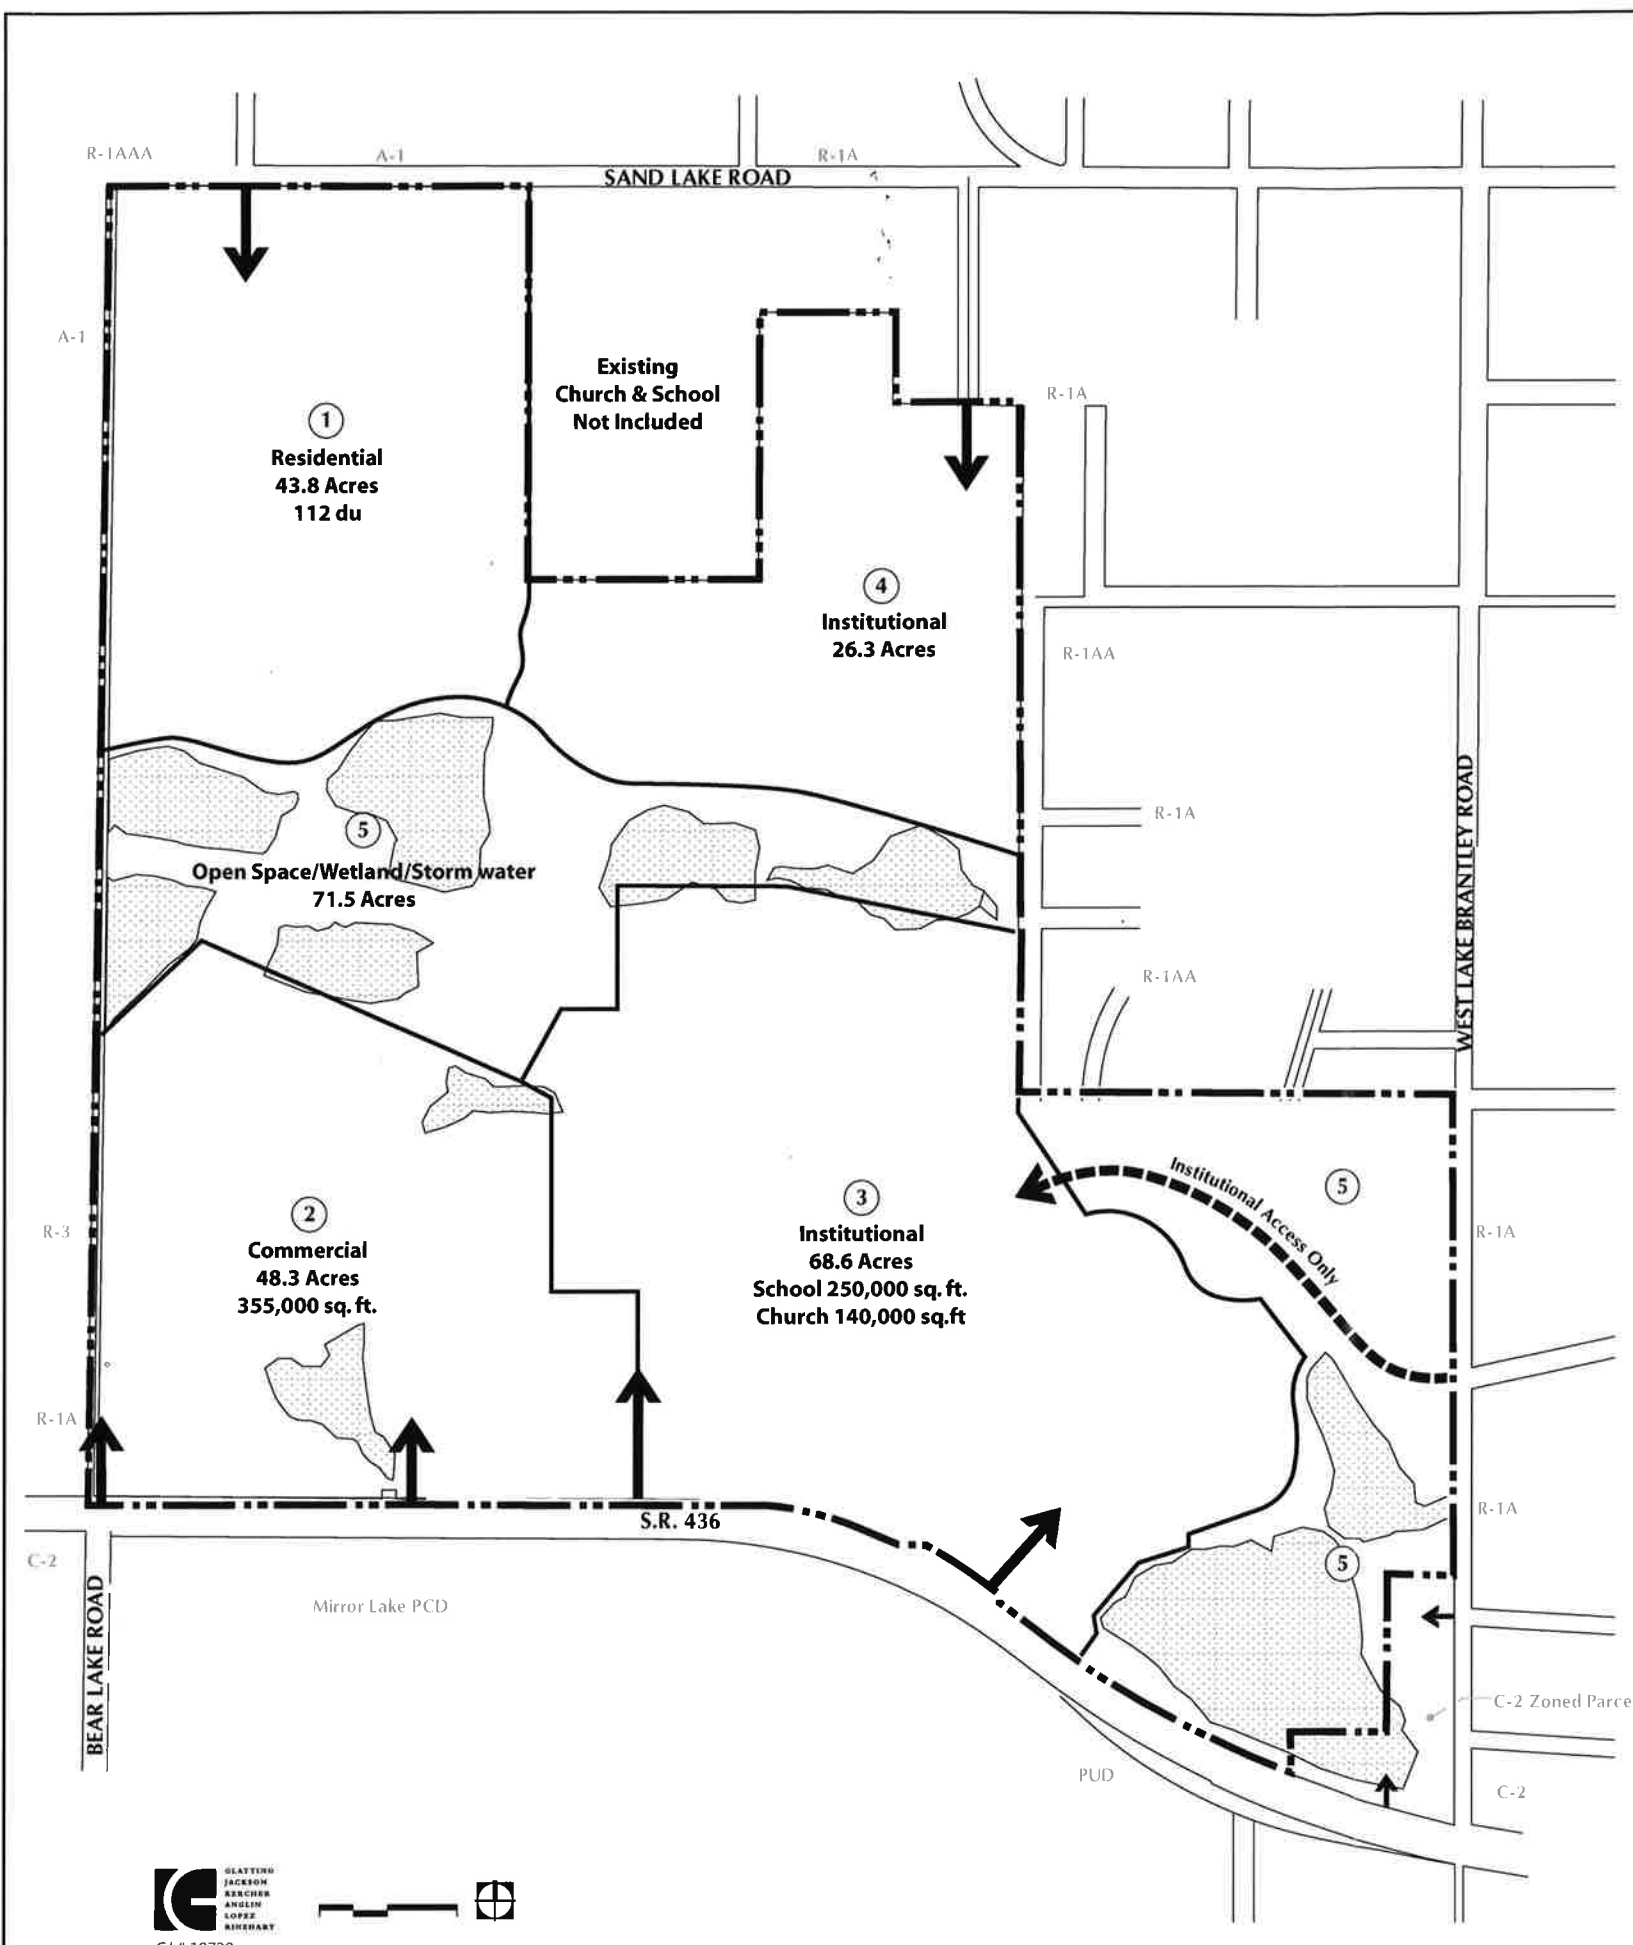 R-1AAA
A-1
R-1A
SAND LAKE ROAD
A-1
Existing
Church & School
Not Included
R-1A
1
Residential
43.8 Acres
112 du
4
Institutional
26.3 Acres
R-1AA
WEST LAKE BRANTLEY ROAD
R-1A
5
Open Space/Wetland/Storm water
71.5 Acres
R-1AA
Institutional Access Only
5
2
Commercial
48.3 Acres
355,000 sq. ft.
3
Institutional
68.6 Acres
School 250,000 sq. ft.
Church 140,000 sq.ft
R-3
R-1A
R-1A
S.R. 436
R-1A
C-2
5
BEAR LAKE ROAD
Mirror Lake PCD
C-2 Zoned Parce
PUD
C-2
GLATTING
JACKSON
KERCHER
ANGLIN
LOPEZ
RINEHART